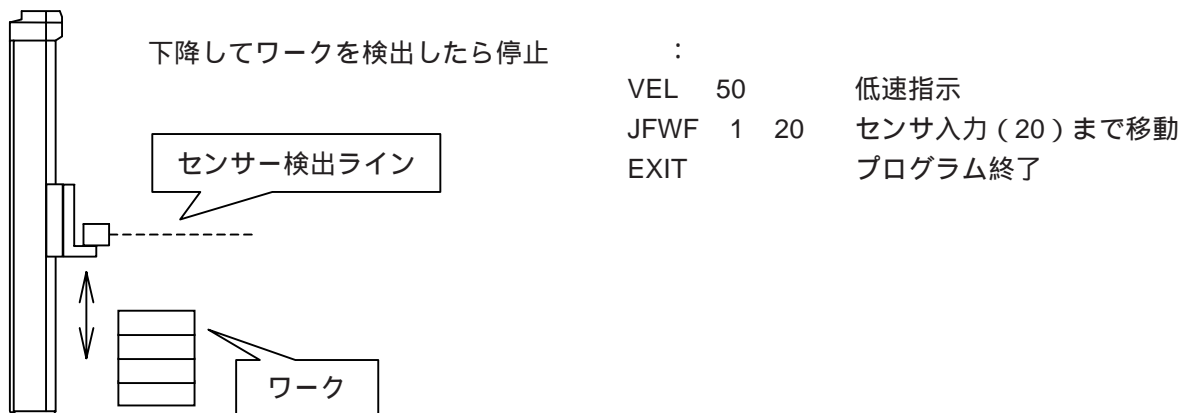 下降してワークを検出したら停止
:
VEL 50 低速指示
JFWF 1 20 センサ入力(20)まで移動
EXIT プログラム終了
センサー検出ライン
ワーク